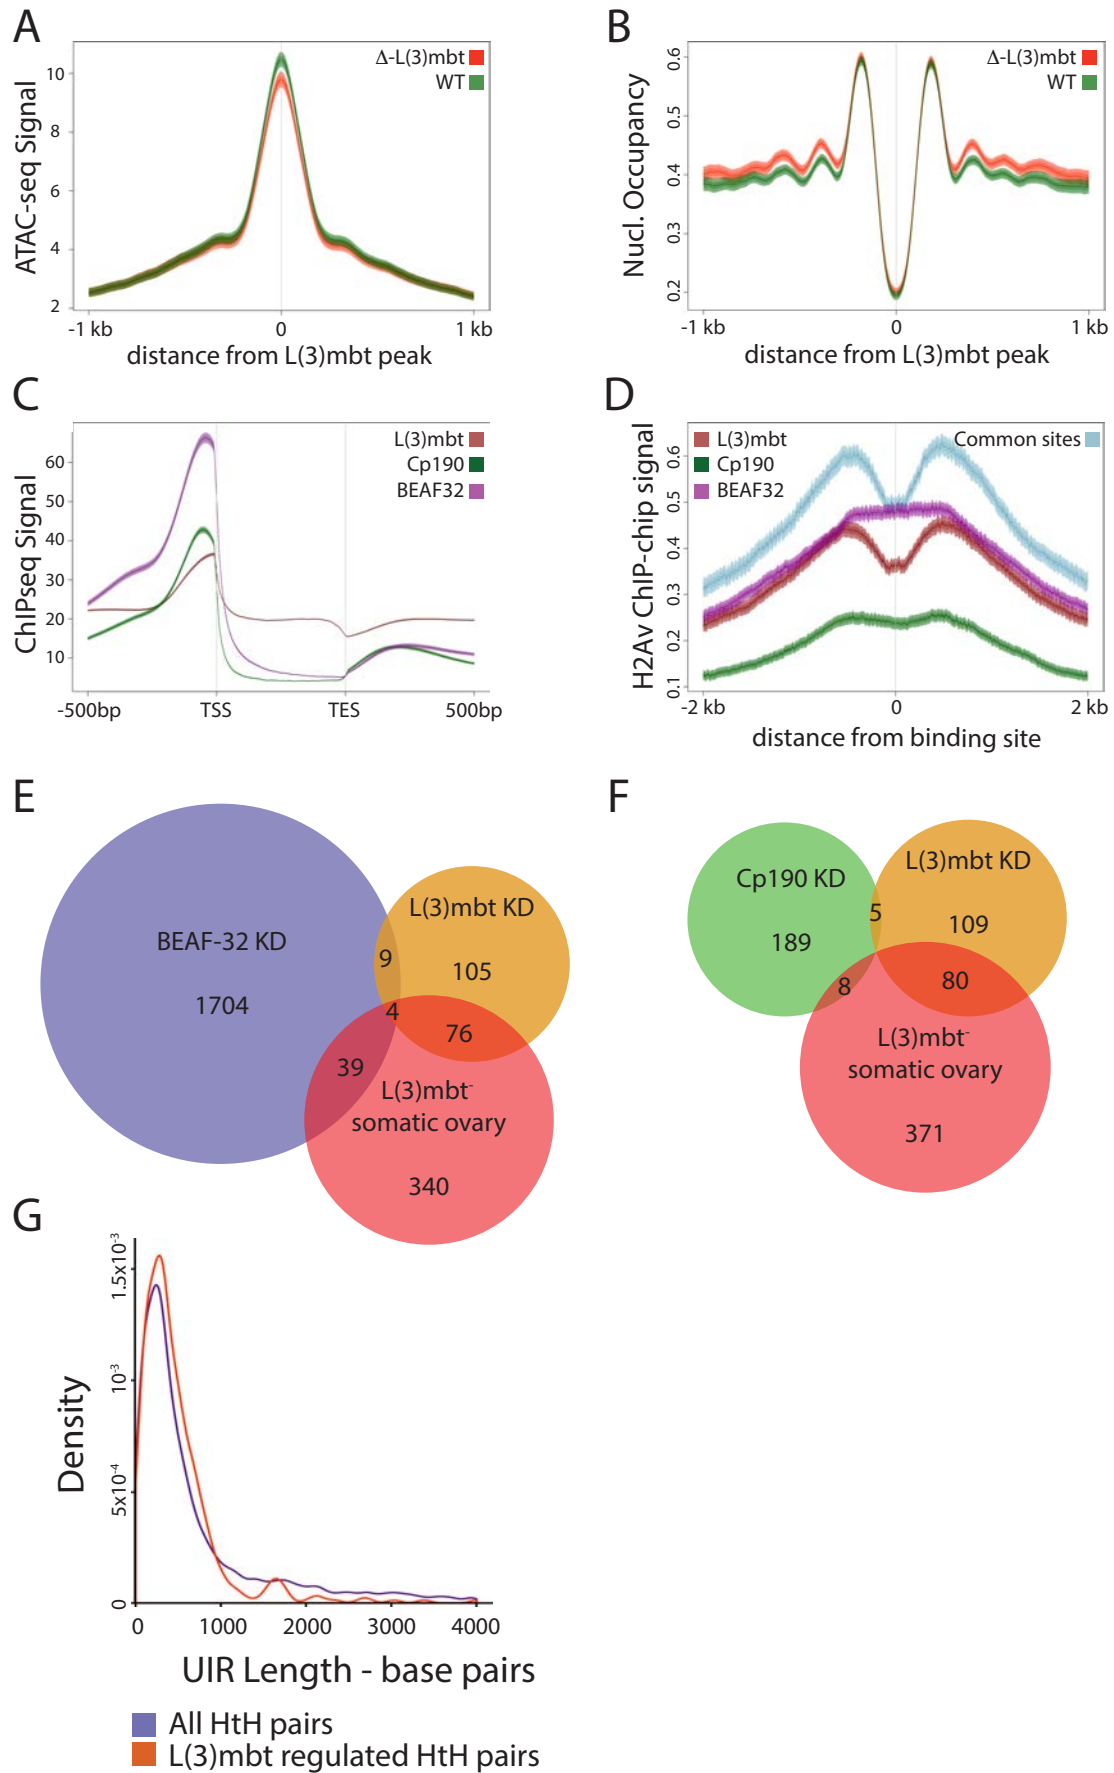 A
ATAC-seq Signal
10
8
6
4
2
Δ-L(3)mbt
WT
-1 kb
0
1 kb
distance from L(3)mbt peak
B
Nucl. Occupancy
0.6
0.5
0.4
0.3
0.2
Δ-L(3)mbt
WT
-1 kb
0
1 kb
distance from L(3)mbt peak
C
ChIPseq Signal
60
50
40
30
20
10
L(3)mbt
Cp190
BEAF32
-500bp
TSS
TES
500bp
D
H2Av ChIP-chip signal
0.6
0.5
0.4
0.3
0.2
0.1
L(3)mbt
Cp190
BEAF32
Common sites
-2 kb
0
2 kb
distance from binding site
E
BEAF-32 KD
1704
L(3)mbt KD
105
9
4
76
39
L(3)mbt⁻
somatic ovary
340
F
Cp190 KD
189
L(3)mbt KD
109
5
8
80
L(3)mbt⁻
somatic ovary
371
G
Density
1.5x10⁻³
10⁻³
5x10⁻⁴
0
0
1000
2000
3000
4000
UIR Length - base pairs
All HtH pairs
L(3)mbt regulated HtH pairs